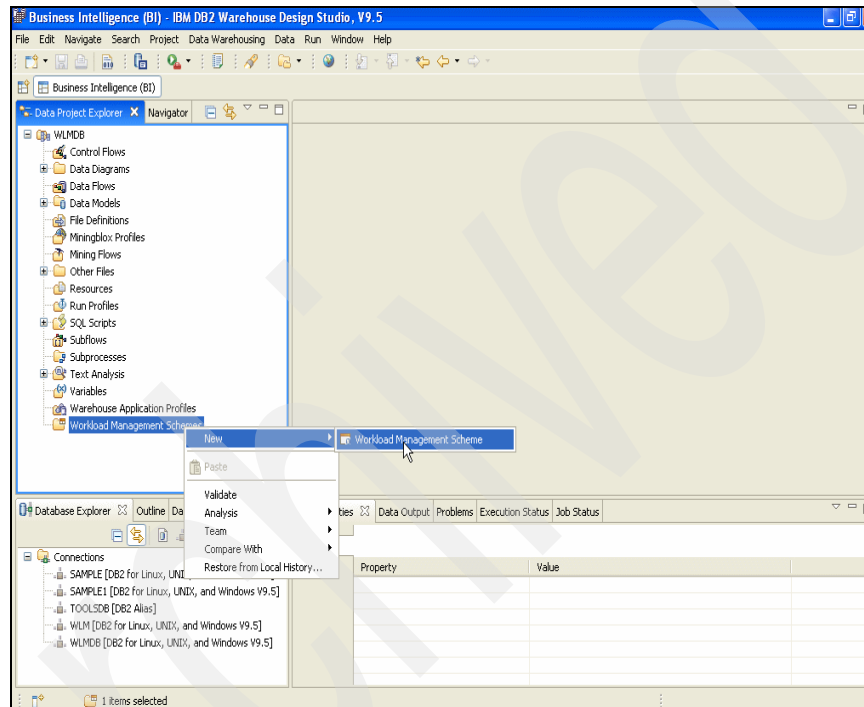 Business Intelligence (BI) - IBM DB2 Warehouse Design Studio, V9.5
File Edit Navigate Search Project Data Warehousing Data Run Window Help
Business Intelligence (BI)
Data Project Explorer Navigator
WLMDB
Control Flows
Data Diagrams
Data Flows
Data Models
File Definitions
Miningblox Profiles
Mining Flows
Other Files
Resources
Run Profiles
SQL Scripts
Subflows
Subprocesses
Text Analysis
Variables
Warehouse Application Profiles
Workload Management Schemes
New Workload Management Scheme
Paste
Validate
Analysis
Team
Compare With
Restore from Local History...
Database Explorer Outline Da
ties Data Output Problems Execution Status Job Status
Property Value
Connections
SAMPLE [DB2 for Linux, UNI
SAMPLE1 [DB2 for Linux, UNIX, and Windows V9.5]
TOOLSDB [DB2 Alias]
WLM [DB2 for Linux, UNIX, and Windows V9.5]
WLMDB [DB2 for Linux, UNIX, and Windows V9.5]
1 items selected